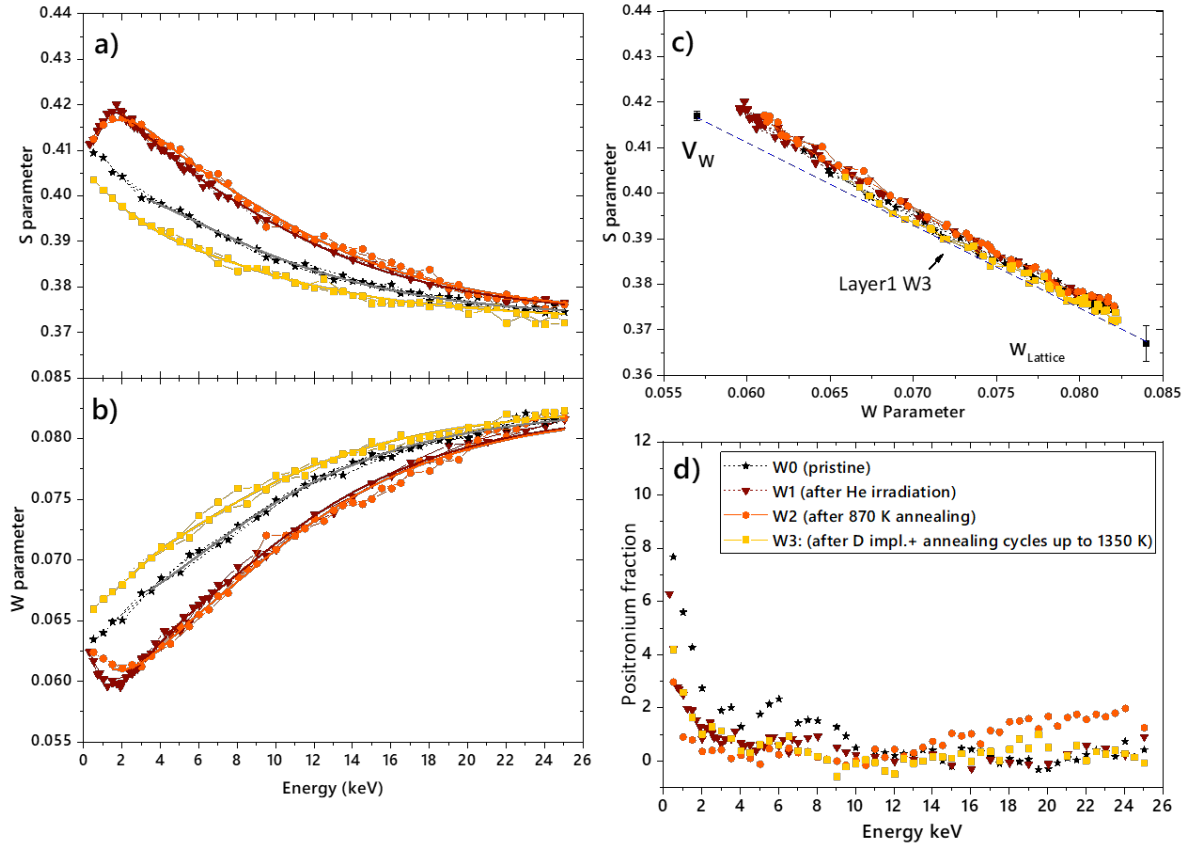 a)
0.44
0.43
0.42
0.41
0.40
0.39
0.38
0.37
0.085
S parameter
b)
0.080
0.075
0.070
0.065
0.060
0.055
W parameter
0 2 4 6 8 10 12 14 16 18 20 22 24 26
Energy (keV)
c)
0.44
0.43
0.42
0.41
0.40
0.39
0.38
0.37
0.36
S parameter
VW
Layer1 W3
WLattice
0.055 0.060 0.065 0.070 0.075 0.080 0.085
W Parameter
d)
W0 (pristine)
W1 (after He irradiation)
W2 (after 870 K annealing)
W3: (after D impl.+ annealing cycles up to 1350 K)
12
10
8
6
4
2
0
Positronium fraction
0 2 4 6 8 10 12 14 16 18 20 22 24 26
Energy keV